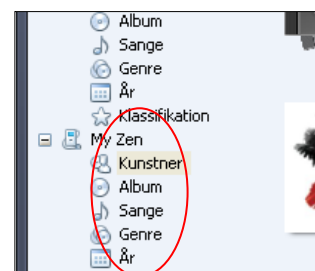 Album
Sange
Genre
År
Klassifikation
My Zen
Kunstner
Album
Sange
Genre
År